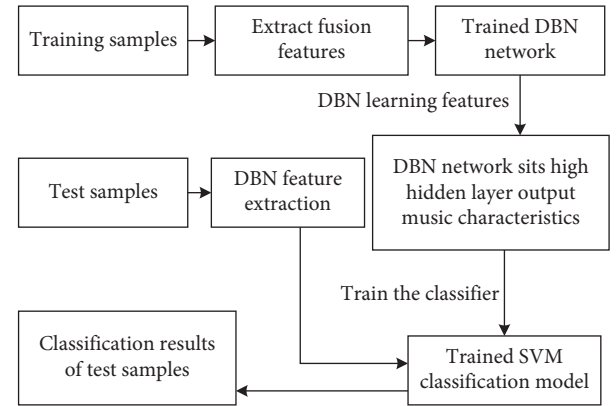 Training samples
Extract fusion
features
Trained DBN
network
DBN learning features
Test samples
DBN feature
extraction
DBN network sits high
hidden layer output
music characteristics
Train the classifier
Classification results
of test samples
Trained SVM
classification model